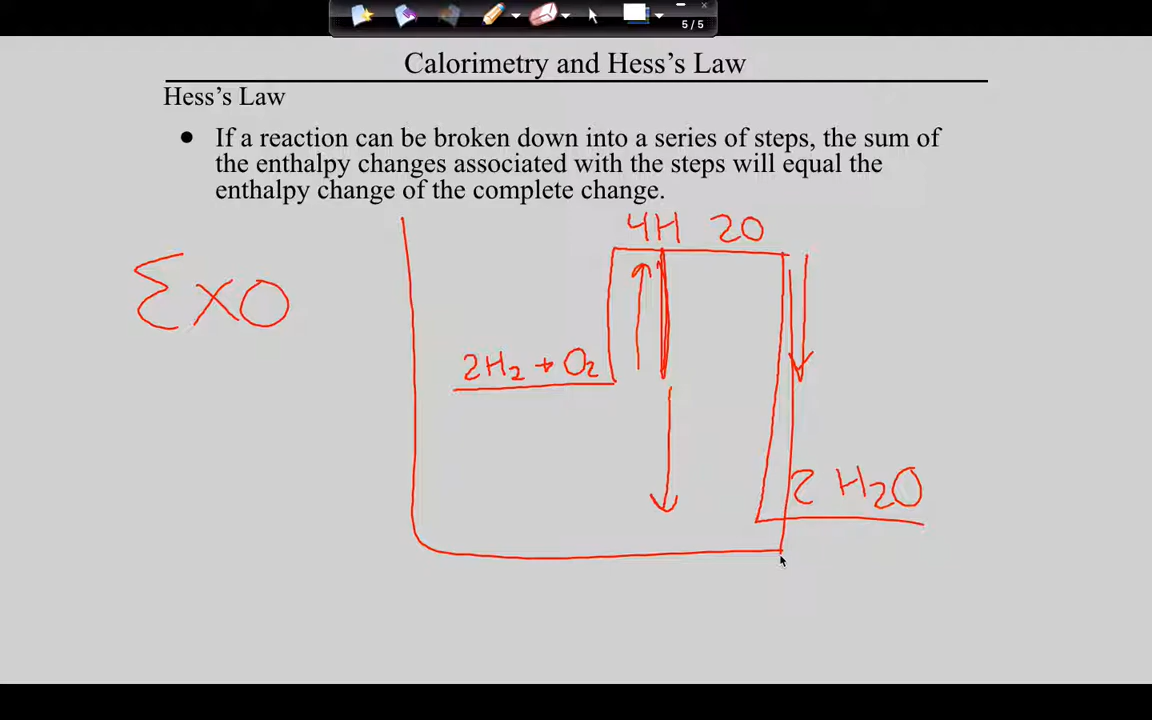 5/5
Calorimetry and Hess's Law
Hess's Law
● If a reaction can be broken down into a series of steps, the sum of
the enthalpy changes associated with the steps will equal the
enthalpy change of the complete change.
4H 2O
EXO
2H₂ + O₂
2 H₂O